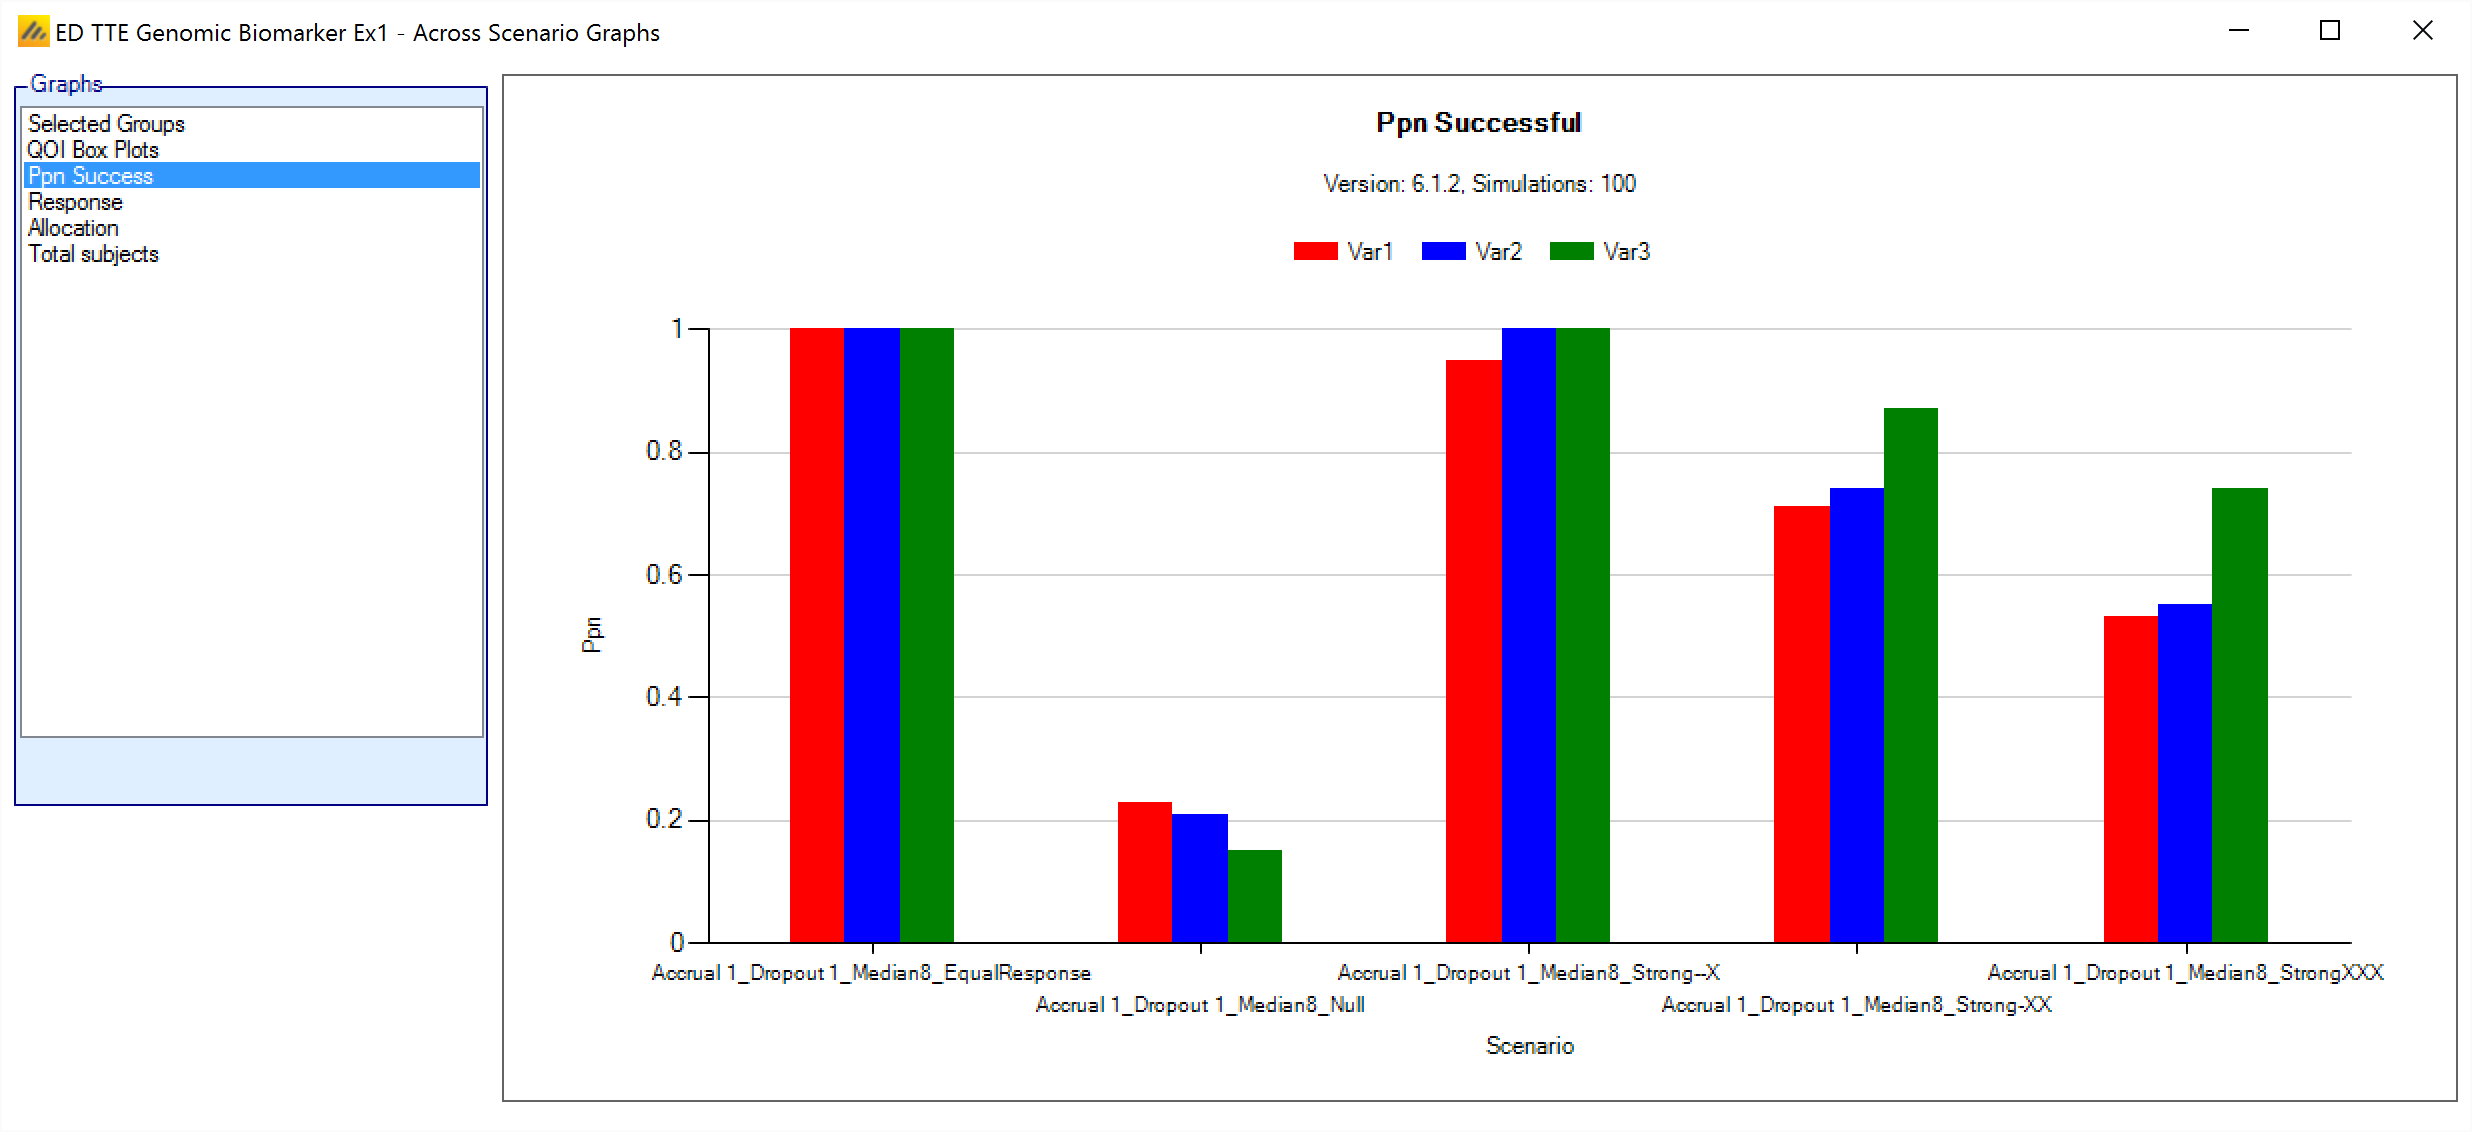 ED TTE Genomic Biomarker Ex1 - Across Scenario Graphs
Graphs
Selected Groups
QOI Box Plots
Ppn Success
Response
Allocation
Total subjects
Ppn Successful
Version: 6.1.2, Simulations: 100
Var1 Var2 Var3
1
0.8
0.6
0.4
0.2
0
Ppn
Accrual 1_Dropout 1_Median8_EqualResponse
Accrual 1_Dropout 1_Median8_Null
Accrual 1_Dropout 1_Median8_Strong--X
Accrual 1_Dropout 1_Median8_Strong-XX
Accrual 1_Dropout 1_Median8_StrongXXX
Scenario